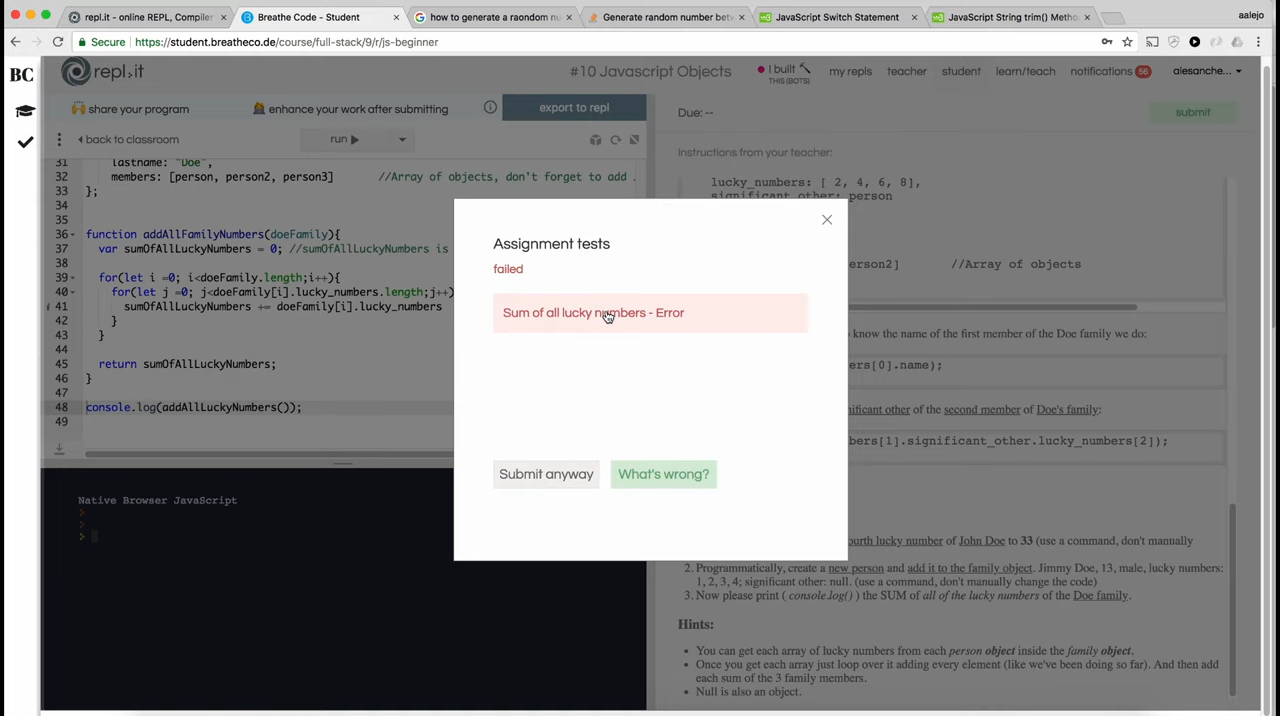 repl.it - online REPL, Compiler
Breathe Code - Student
how to generate a raondom nu
Generate random number betw
JavaScript Switch Statement
JavaScript String trim() Metho
aalejo
Secure
https://student.breatheco.de/course/full-stack/9/r/js-beginner
BC
repl.it
#10 Javascript Objects
I built
THIS (BOTS)
my repls
teacher
student
learn/teach
notifications
56
alesanche...
share your program
enhance your work after submitting
export to repl
Due: --
submit
back to classroom
run
Instructions from your teacher:
31 lastname: "Doe",
32 members: [person, person2, person3] //Array of objects, don't forget to add
33 };
34
35
36 function addAllFamilyNumbers(doeFamily){
37 var sumOfAllLuckyNumbers = 0; //sumOfAllLuckyNumbers is
38
39 for(let i =0; i<doeFamily.length;i++){
40 for(let j =0; j<doeFamily[i].lucky_numbers.length;j++)
41 sumOfAllLuckyNumbers += doeFamily[i].lucky_numbers
42 }
43 }
44
45 return sumOfAllLuckyNumbers;
46 }
47
48 console.log(addAllLuckyNumbers());
49
Native Browser JavaScript
Assignment tests
failed
Sum of all lucky numbers - Error
Submit anyway
What's wrong?
lucky_numbers: [ 2, 4, 6, 8],
significant_other: person
person2] //Array of objects
know the name of the first member of the Doe family we do:
rs[0].name);
nificant other of the second member of Doe's family:
bers[1].significant_other.lucky_numbers[2]);
fourth lucky number of John Doe to 33 (use a command, don't manually
2. Programmatically, create a new person and add it to the family object. Jimmy Doe, 13, male, lucky numbers:
1, 2, 3, 4; significant other: null. (use a command, don't manually change the code)
3. Now please print ( console.log() ) the SUM of all of the lucky numbers of the Doe family.
Hints:
You can get each array of lucky numbers from each person object inside the family object.
Once you get each array just loop over it adding every element (like we've been doing so far). And then add
each sum of the 3 family members.
Null is also an object.